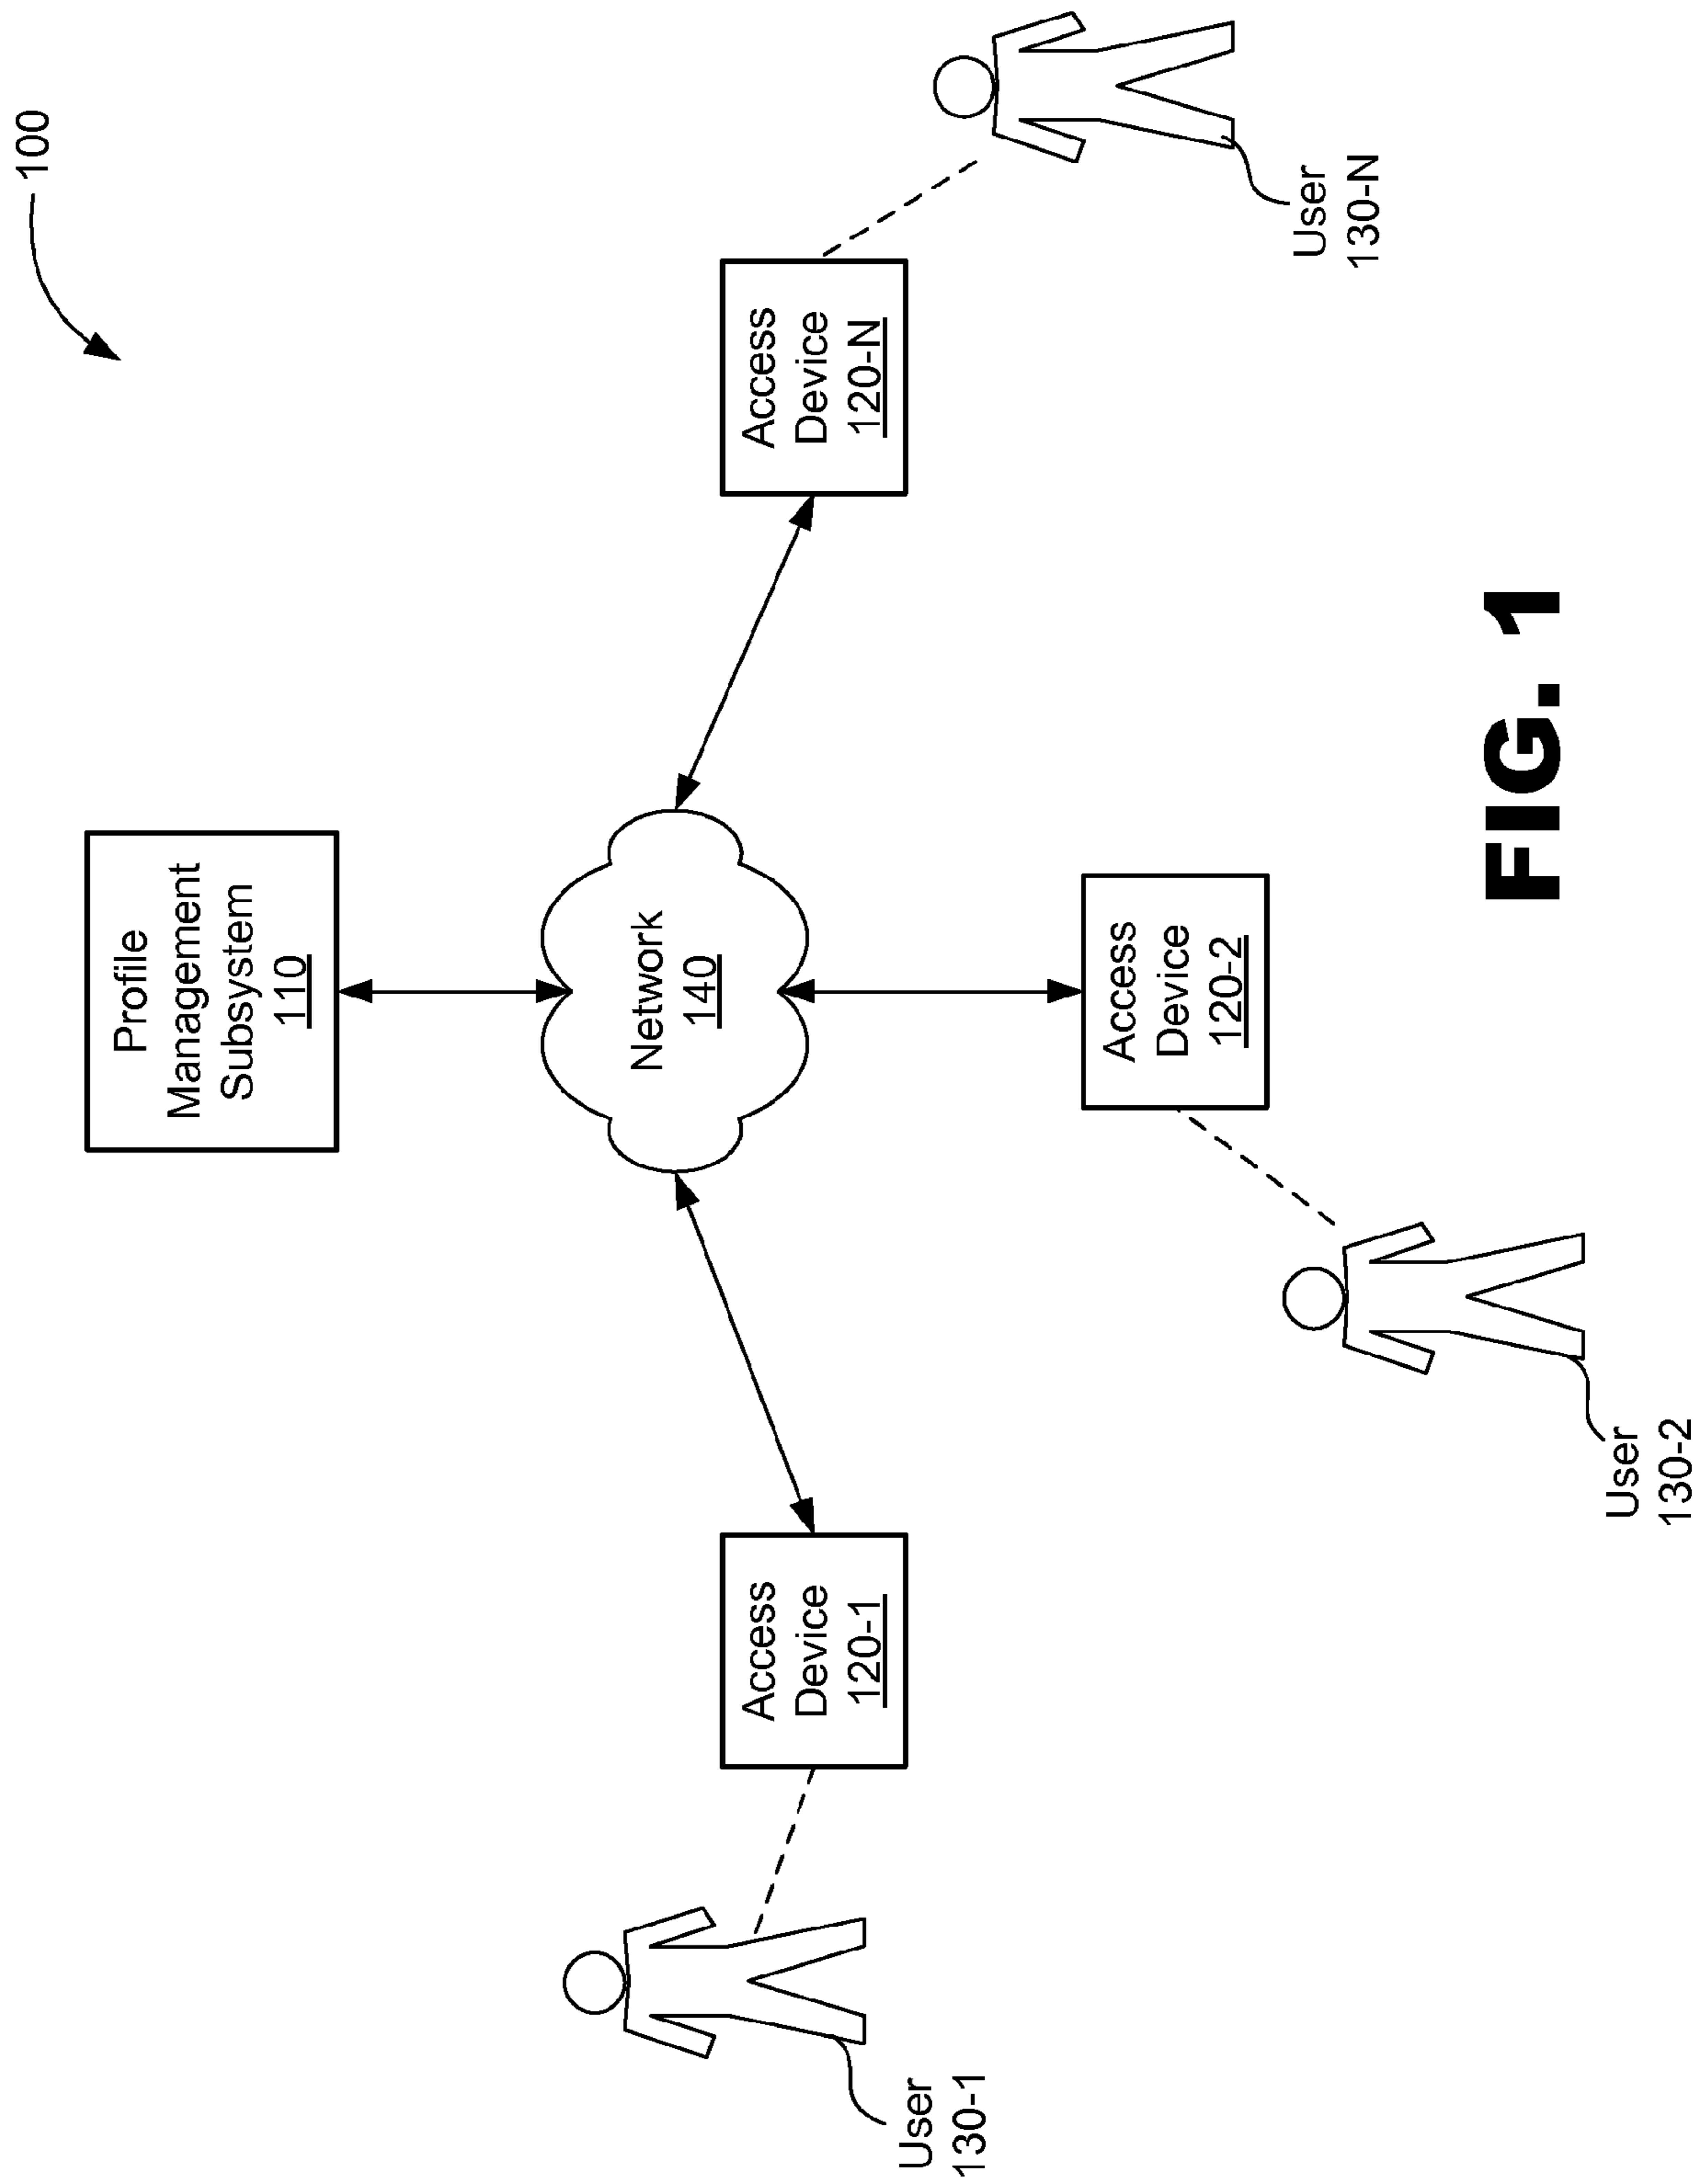 100
Profile
Management
Subsystem
110
Network
140
Access
Device
120-1
Access
Device
120-N
User
130-1
Access
Device
120-2
User
130-N
User
130-2
FIG. 1